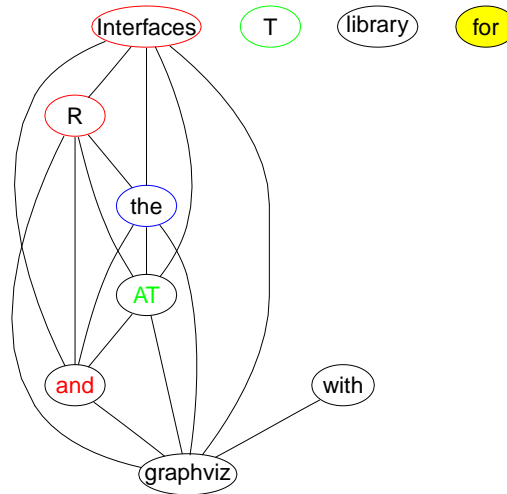 Interfaces T library for
R
the
AT
and with
graphviz